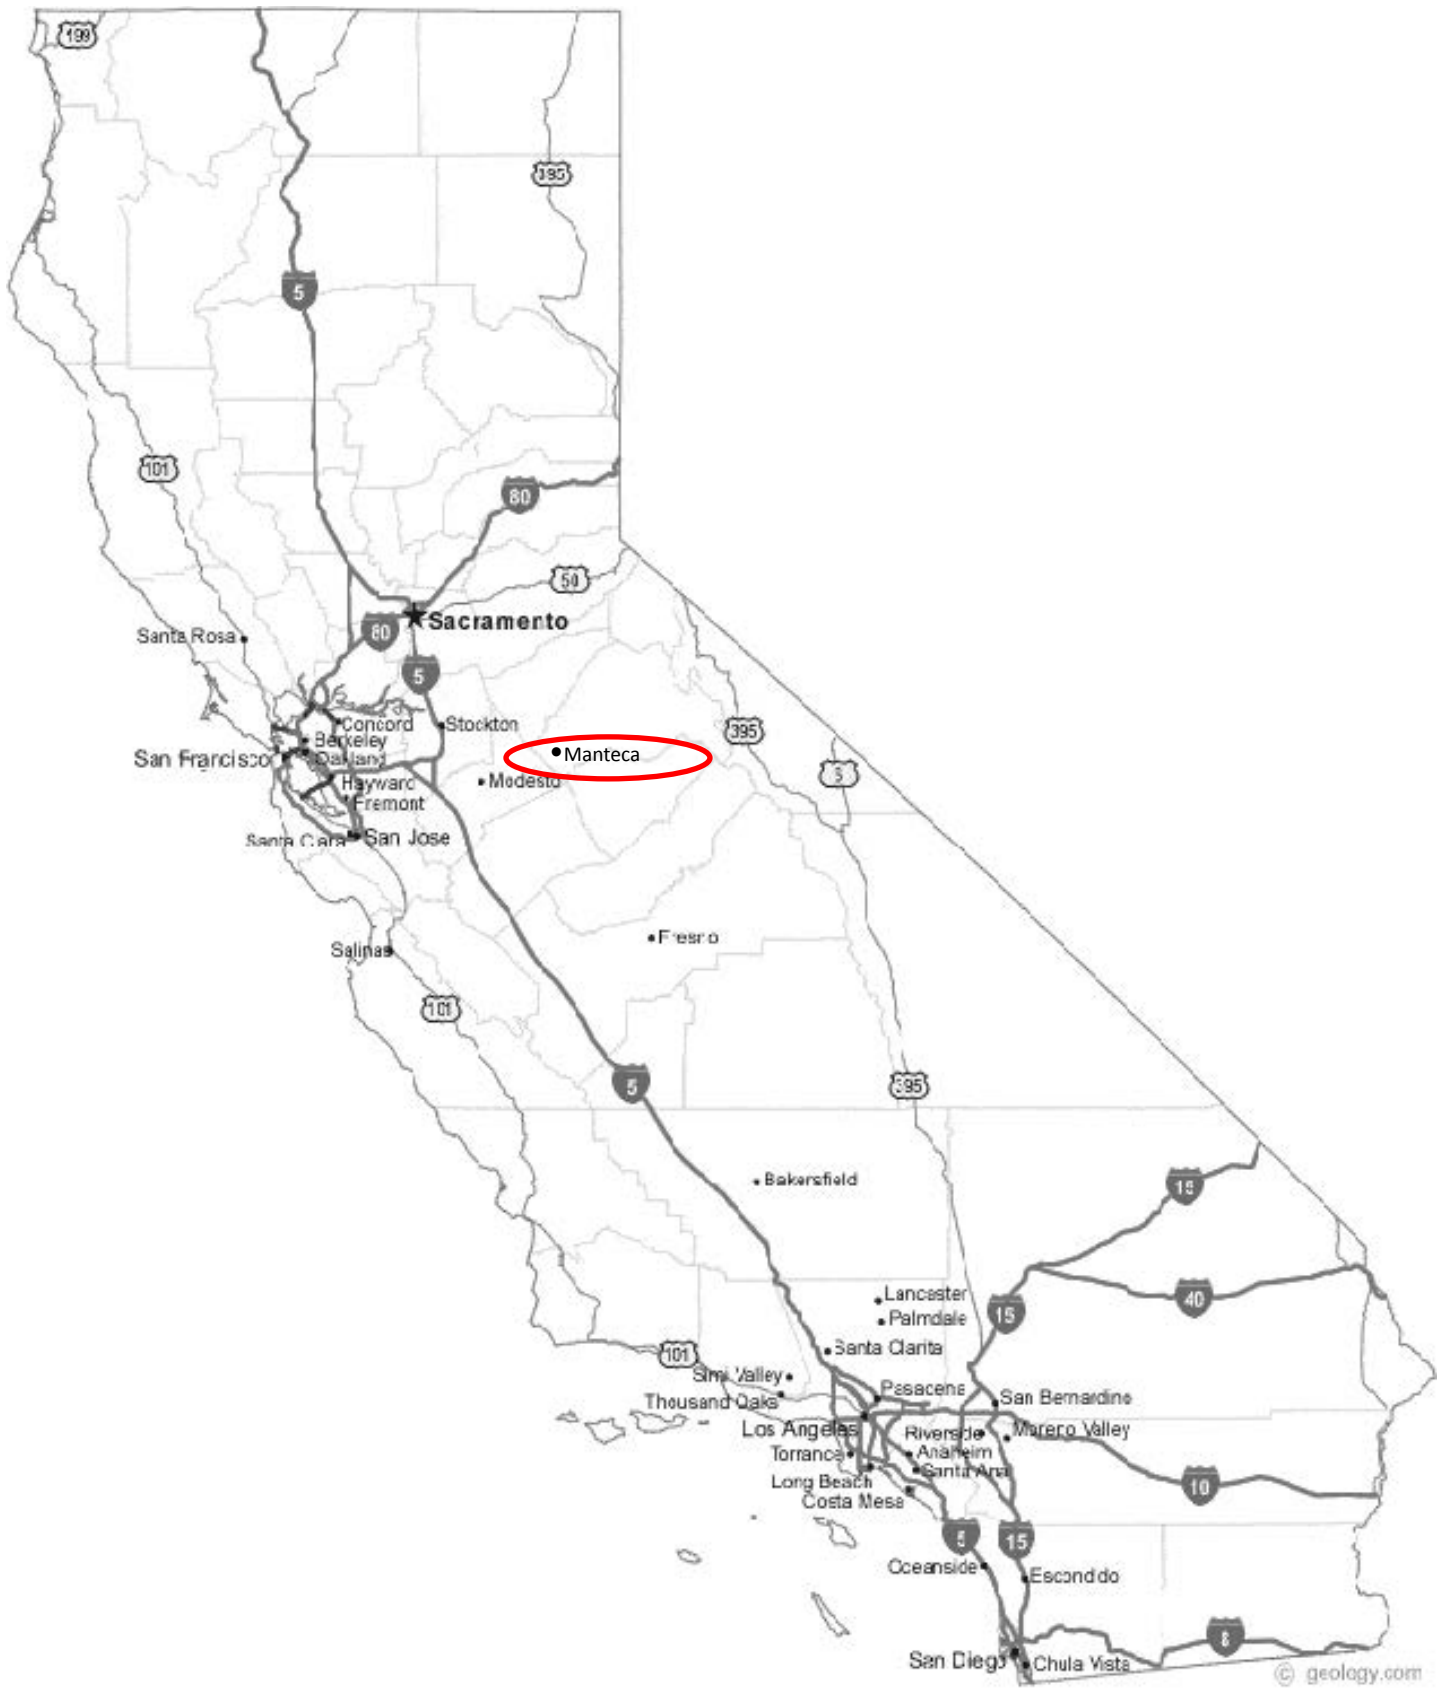 199
395
5
101
80
50
Sacramento
80
Santa Rosa
5
Concord
Stockton
Berkeley
395
San Francisco
Oakland
Manteca
6
Hayward
Modesto
Fremont
Santa Clara
San Jose
Fresno
Salinas
101
5
395
Bakersfield
15
Lancaster
40
Palmdale
15
Santa Clarita
101
Simi Valley
Pasadena
Thousand Oaks
San Bernardino
Los Angeles
Riverside
Moreno Valley
Torrance
Anaheim
Santa Ana
Long Beach
10
Costa Mesa
5
15
Oceanside
Escondido
8
San Diego
Chula Vista
© geology.com